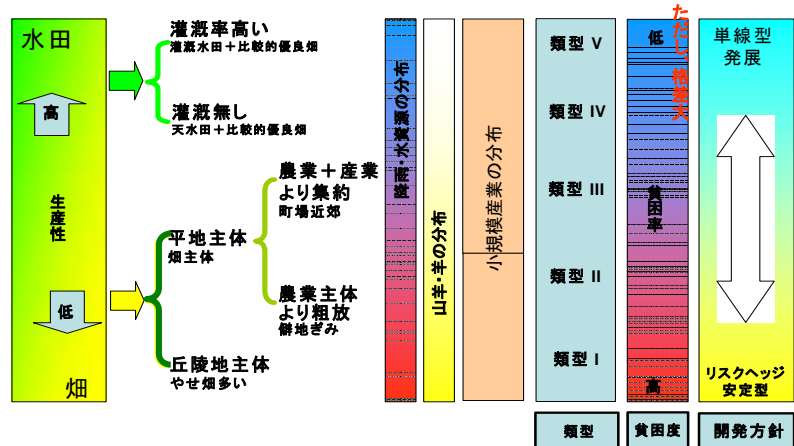 水田
高
生産性
低
畑
灌漑率高い
灌漑水田+比較的優良畑
灌漑無し
天水田+比較的優良畑
平地主体
畑主体
丘陵地主体
やせ畑多い
農業+産業
より集約
町場近郊
農業主体
より粗放
僻地ぎみ
降雨・水資源の分布
山羊・羊の分布
小規模産業の分布
類型 V
類型 IV
類型 III
類型 II
類型 I
低
貧困率
高
ただし、格差大
単線型
発展
リスクヘッジ
安定型
類型
貧困度
開発方針